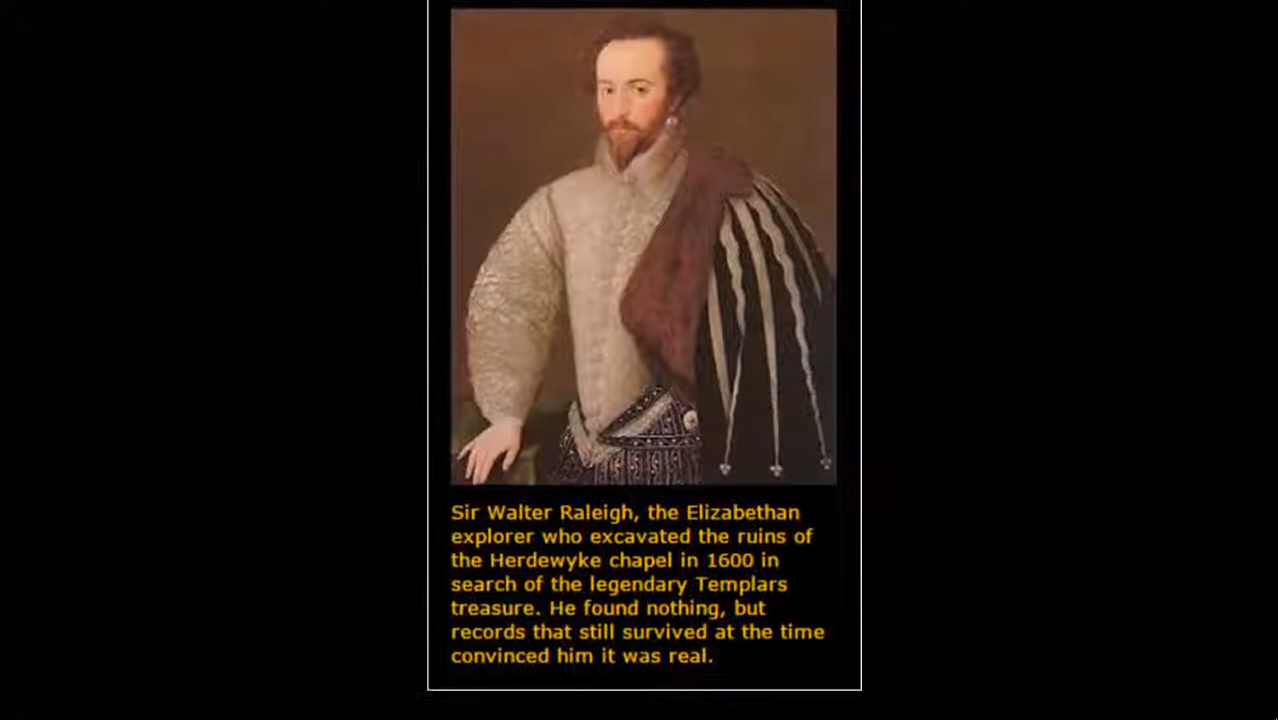 Sir Walter Raleigh, the Elizabethan
explorer who excavated the ruins of
the Herdewyke chapel in 1600 in
search of the legendary Templars
treasure. He found nothing, but
records that still survived at the time
convinced him it was real.